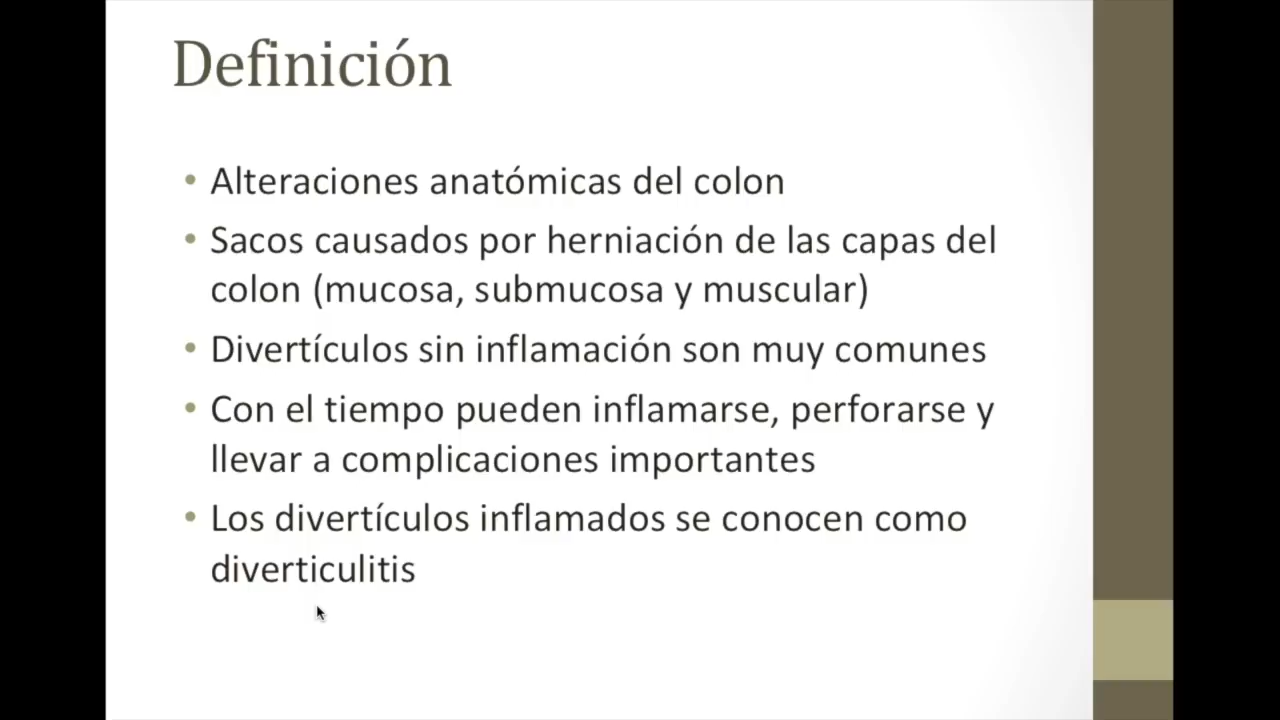 Definición
• Alteraciones anatómicas del colon
• Sacos causados por herniación de las capas del
colon (mucosa, submucosa y muscular)
• Divertículos sin inflamación son muy comunes
• Con el tiempo pueden inflamarse, perforarse y
llevar a complicaciones importantes
• Los divertículos inflamados se conocen como
diverticulitis